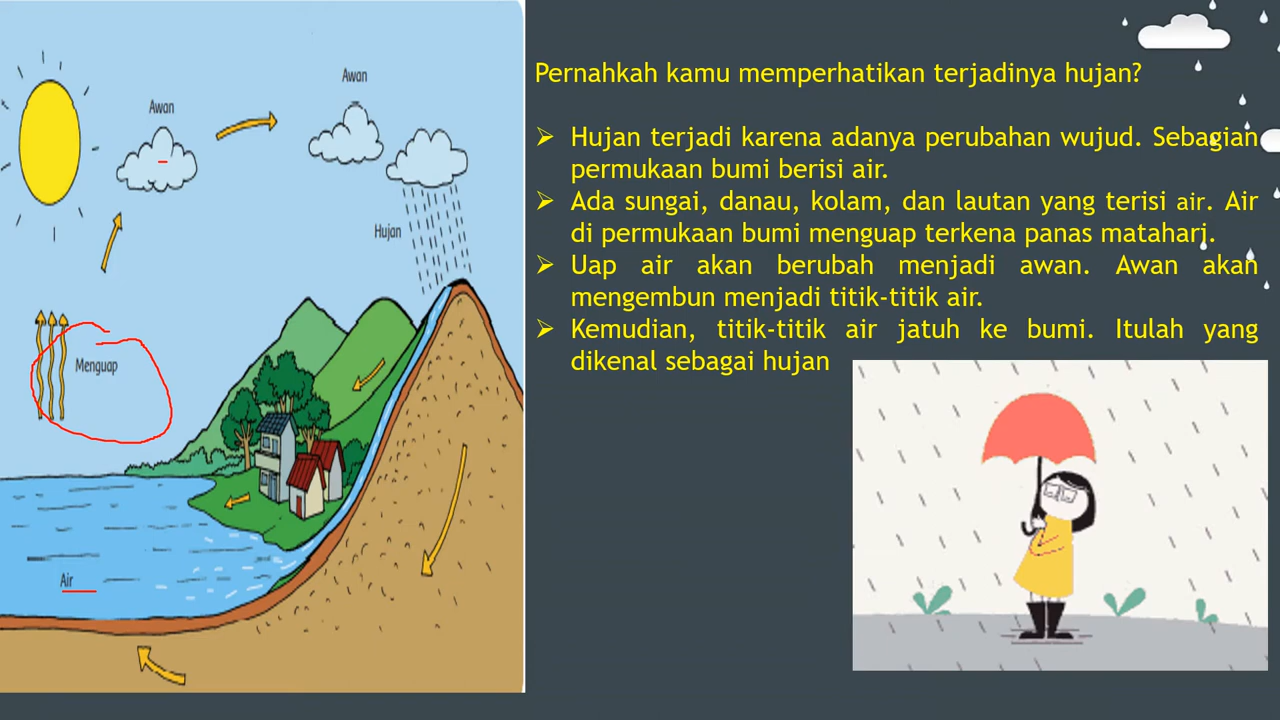 Awan
Awan
Hujan
Menguap
Air
Pernahkah kamu memperhatikan terjadinya hujan?
➢ Hujan terjadi karena adanya perubahan wujud. Sebagian
permukaan bumi berisi air.
➢ Ada sungai, danau, kolam, dan lautan yang terisi air. Air
di permukaan bumi menguap terkena panas matahari.
➢ Uap air akan berubah menjadi awan. Awan akan
mengembun menjadi titik-titik air.
➢ Kemudian, titik-titik air jatuh ke bumi. Itulah yang
dikenal sebagai hujan